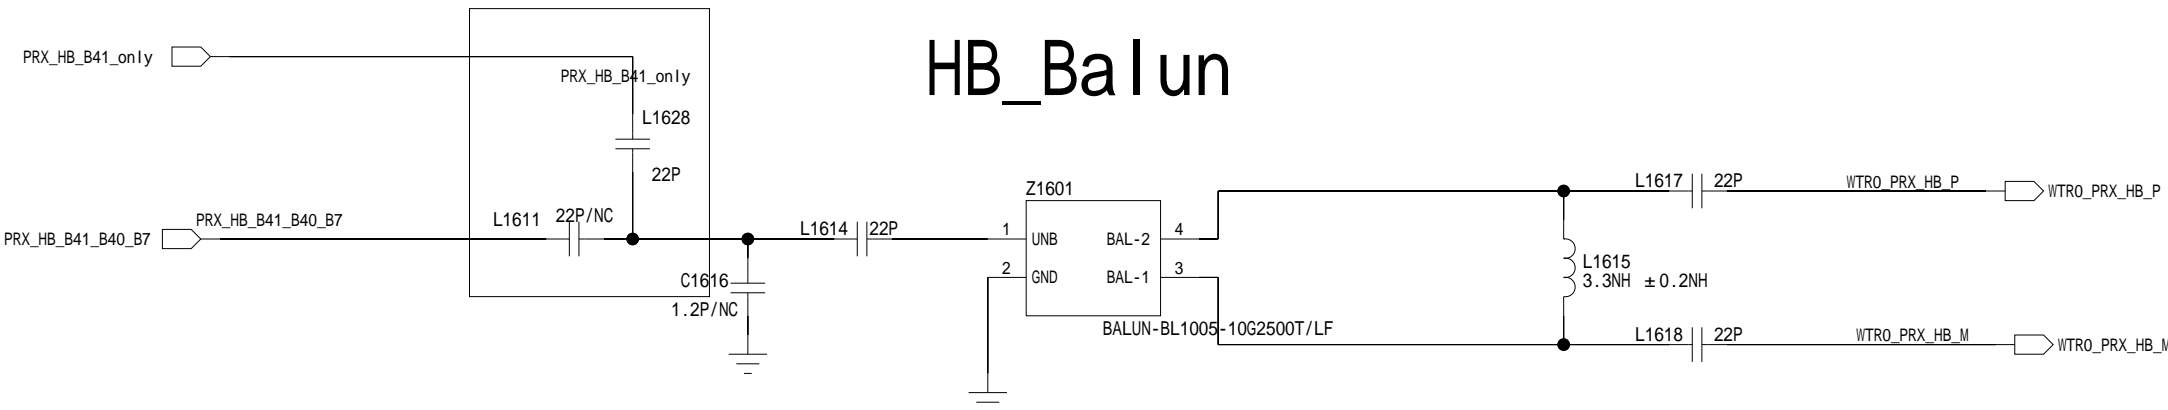 HB_Balun
PRX_HB_B41_only
PRX_HB_B41_only
L1628
22P
PRX_HB_B41_B40_B7
PRX_HB_B41_B40_B7
L1611
22P/NC
C1616
1.2P/NC
L1614
22P
Z1601
1
UNB
BAL-2
4
2
GND
BAL-1
3
BALUN-BL1005-10G2500T/LF
L1615
3.3NH ±0.2NH
L1617
22P
WTR0_PRX_HB_P
WTR0_PRX_HB_P
L1618
22P
WTR0_PRX_HB_M
WTR0_PRX_HB_M